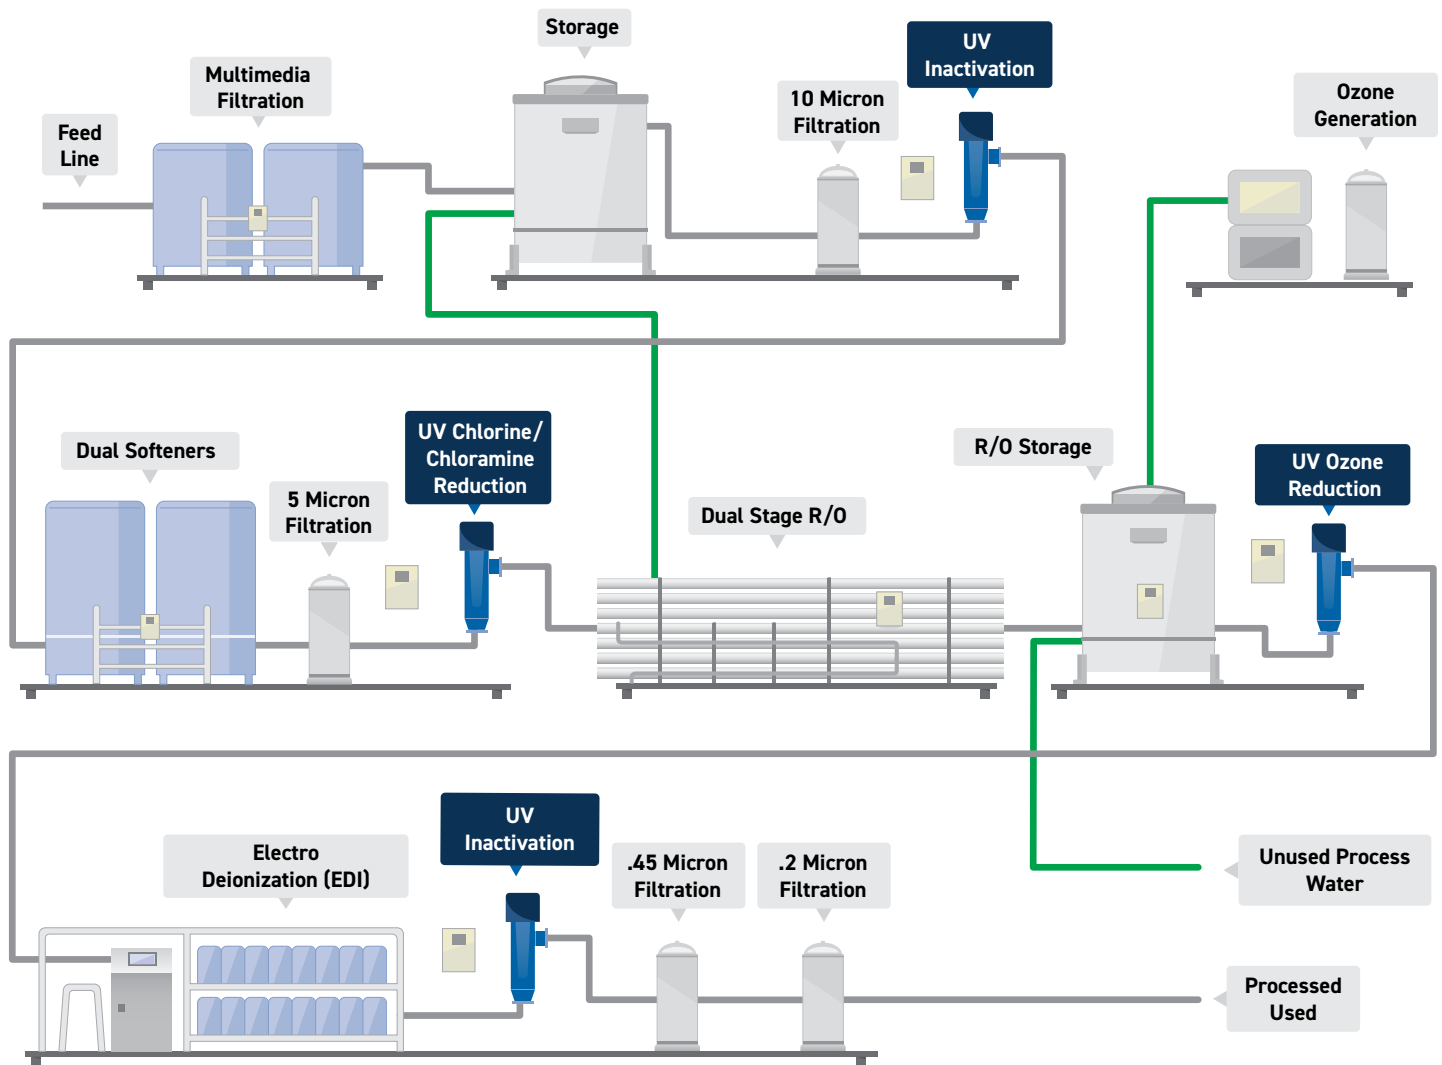 Storage
UV
Inactivation
Multimedia
Filtration
10 Micron
Filtration
Ozone
Generation
Feed
Line
Dual Softeners
5 Micron
Filtration
UV Chlorine/
Chloramine
Reduction
Dual Stage R/O
R/O Storage
UV Ozone
Reduction
Electro
Deionization (EDI)
UV
Inactivation
.45 Micron
Filtration
.2 Micron
Filtration
Unused Process
Water
Processed
Used